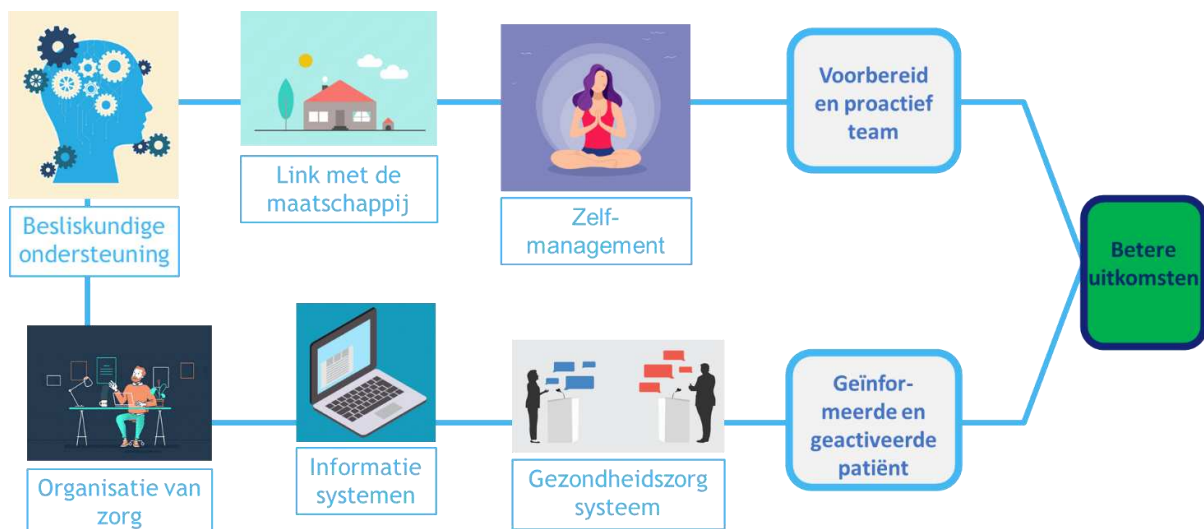 Besliskundige
ondersteuning
Link met de
maatschappij
Zelf-
management
Voorbereid
en proactief
team
Betere
uitkomsten
Organisatie van
zorg
Informatie
systemen
Gezondheidszorg
systeem
Geïnfor-
meerde en
geactiveerde
patiënt